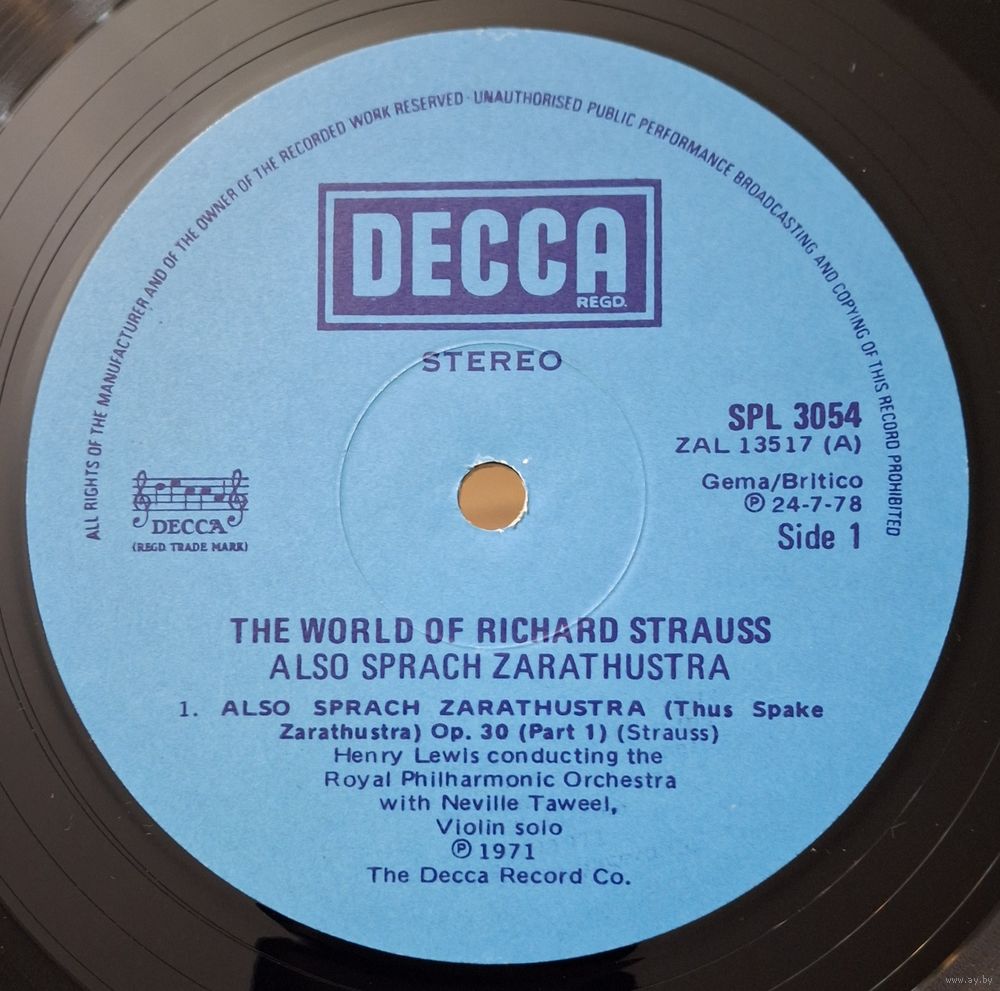 ALL RIGHTS OF THE MANUFACTURER AND OF THE OWNER OF THE RECORDED WORK RESERVED · UNAUTHORISED PUBLIC PERFORMANCE BROADCASTING AND COPYING OF THIS RECORD PROHIBITED
DECCA
REGD.
STEREO
SPL 3054
ZAL 13517 (A)
Gema/Britico
℗ 24-7-78
Side 1
DECCA
(REGD. TRADE MARK)
THE WORLD OF RICHARD STRAUSS
ALSO SPRACH ZARATHUSTRA
1. ALSO SPRACH ZARATHUSTRA (Thus Spake
Zarathustra) Op. 30 (Part 1) (Strauss)
Henry Lewis conducting the
Royal Philharmonic Orchestra
with Neville Taweel,
Violin solo
℗ 1971
The Decca Record Co.
www.ay.by